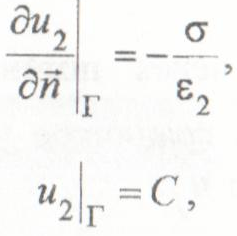 ∂u₂/∂n⃗|_Γ = −σ/ε₂,
u₂|_Γ = C,